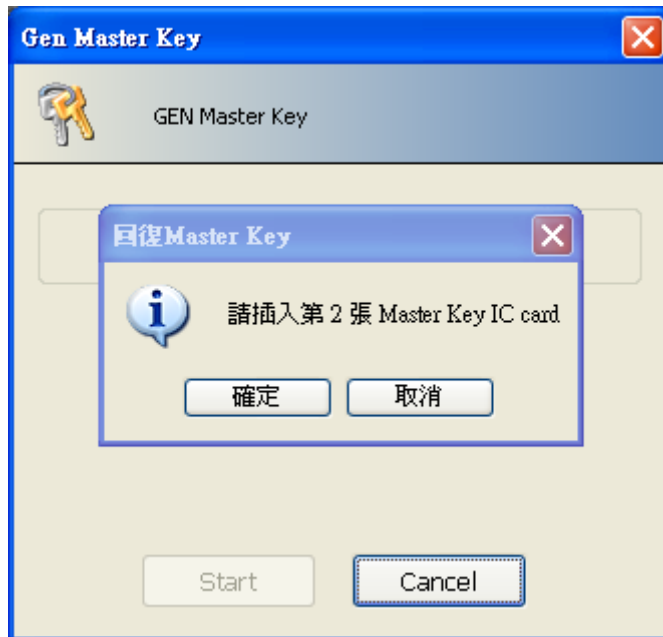 Gen Master Key
GEN Master Key
回復Master Key
請插入第 2 張 Master Key IC card
確定
取消
Start
Cancel